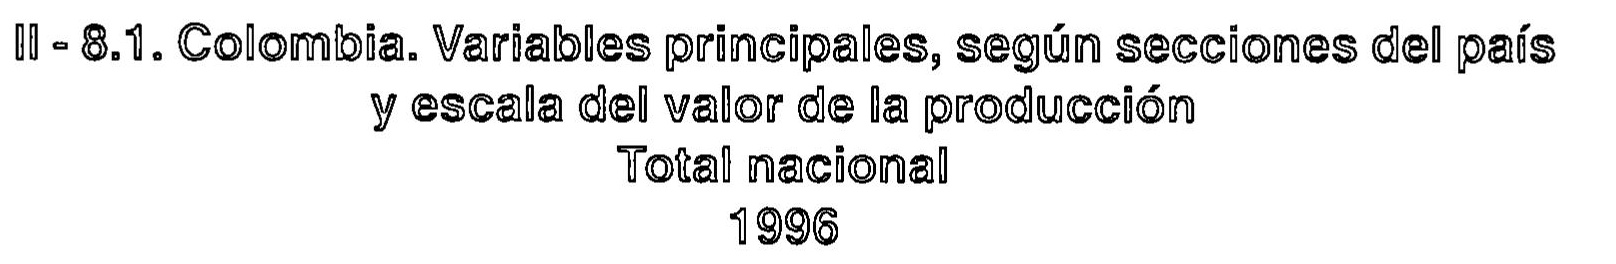 II - 8.1. Colombia. Variables principales, según secciones del país
y escala del valor de la producción
Total nacional
1996